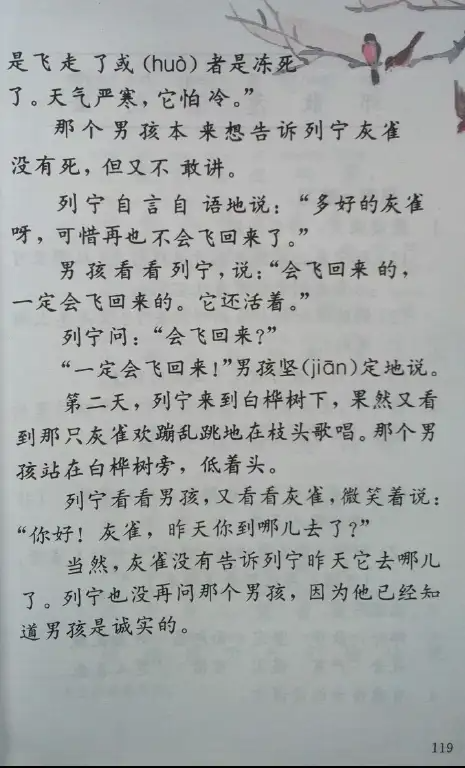 是飞走了或(huò)者是冻死
了。天气严寒，它怕冷。”
那个男孩本来想告诉列宁灰雀
没有死，但又不敢讲。
列宁自言自语地说：“多好的灰雀
呀，可惜再也不会飞回来了。”
男孩看看列宁，说：“会飞回来的，
一定会飞回来的。它还活着。”
列宁问：“会飞回来?”
“一定会飞回来!”男孩坚(jiān)定地说。
第二天，列宁来到白桦树下，果然又看
到那只灰雀欢蹦乱跳地在枝头歌唱。那个男
孩站在白桦树旁，低着头。
列宁看看男孩，又看看灰雀，微笑着说：
“你好！灰雀，昨天你到哪儿去了?”
当然，灰雀没有告诉列宁昨天它去哪儿
了。列宁也没再问那个男孩，因为他已经知
道男孩是诚实的。
119